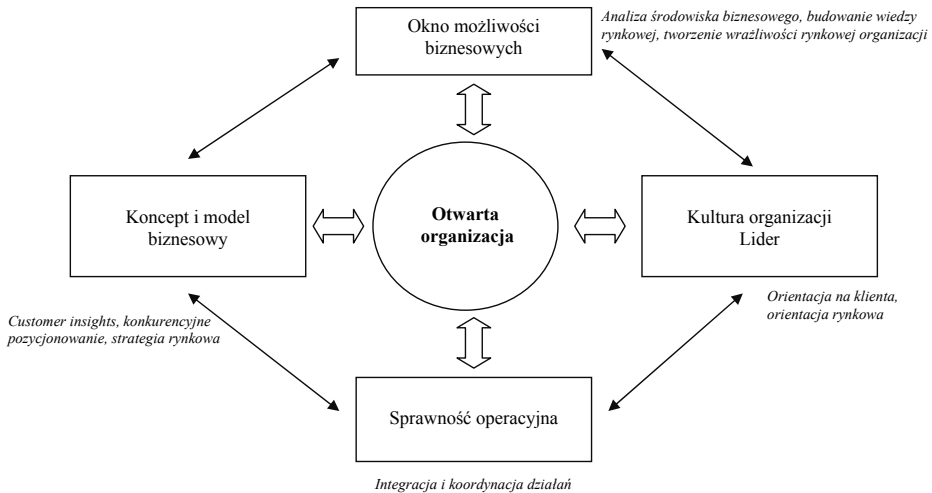 Okno możliwości
biznesowych
Analiza środowiska biznesowego, budowanie wiedzy
rynkowej, tworzenie wrażliwości rynkowej organizacji
Koncept i model
biznesowy
Otwarta
organizacja
Kultura organizacji
Lider
Customer insights, konkurencyjne
pozycjonowanie, strategia rynkowa
Orientacja na klienta,
orientacja rynkowa
Sprawność operacyjna
Integracja i koordynacja działań